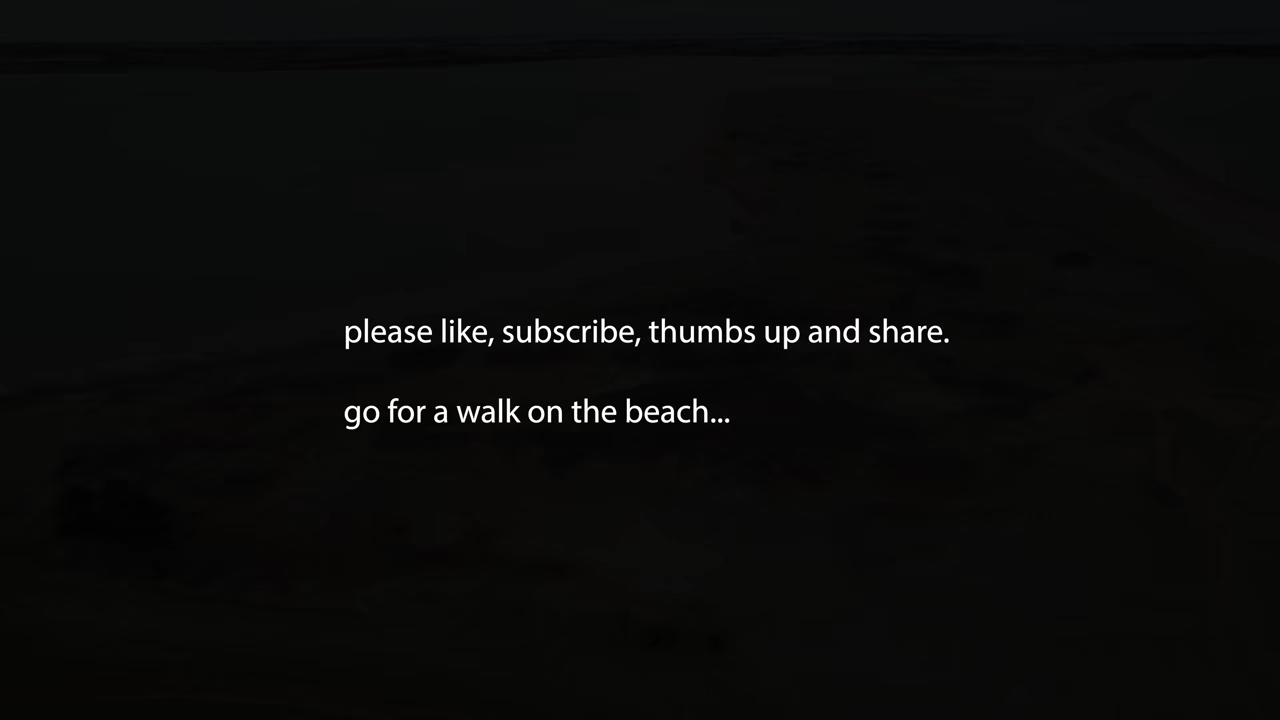 please like, subscribe, thumbs up and share.
go for a walk on the beach...